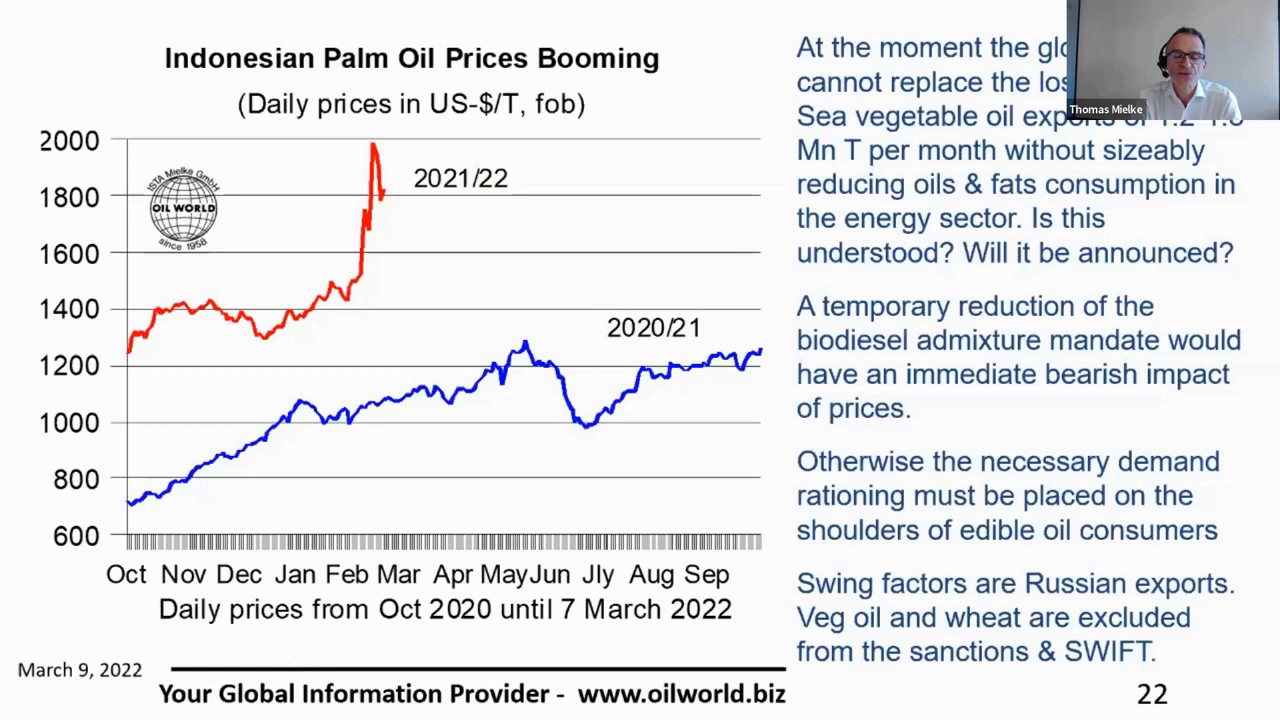 Indonesian Palm Oil Prices Booming
(Daily prices in US-$/T, fob)
2000
1800
1600
1400
1200
1000
800
600
ISTA Mielke GmbH
OIL WORLD
since 1958
2021/22
2020/21
Oct Nov Dec Jan Feb Mar Apr May Jun Jly Aug Sep
Daily prices from Oct 2020 until 7 March 2022
At the moment the
cannot replace the
Sea vegetable oil
Mn T per month without sizeably
reducing oils & fats consumption in
the energy sector. Is this
understood? Will it be announced?
A temporary reduction of the
biodiesel admixture mandate would
have an immediate bearish impact
of prices.
Otherwise the necessary demand
rationing must be placed on the
shoulders of edible oil consumers
Swing factors are Russian exports.
Veg oil and wheat are excluded
from the sanctions & SWIFT.
Thomas Mielke
March 9, 2022
Your Global Information Provider - www.oilworld.biz
22